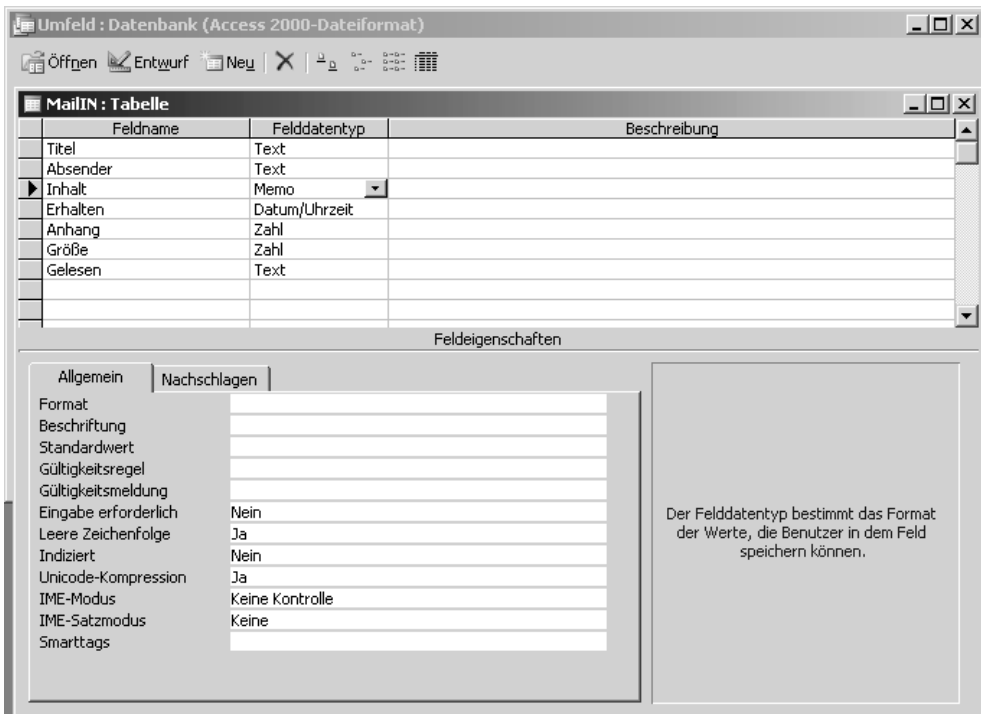 Umfeld : Datenbank (Access 2000-Dateiformat)
Öffnen Entwurf Neu
MailIN : Tabelle
Feldname Felddatentyp Beschreibung
Titel Text
Absender Text
Inhalt Memo
Erhalten Datum/Uhrzeit
Anhang Zahl
Größe Zahl
Gelesen Text
Feldeigenschaften
Allgemein Nachschlagen
Format
Beschriftung
Standardwert
Gültigkeitsregel
Gültigkeitsmeldung
Eingabe erforderlich Nein
Leere Zeichenfolge Ja
Indiziert Nein
Unicode-Kompression Ja
IME-Modus Keine Kontrolle
IME-Satzmodus Keine
Smarttags
Der Felddatentyp bestimmt das Format
der Werte, die Benutzer in dem Feld
speichern können.